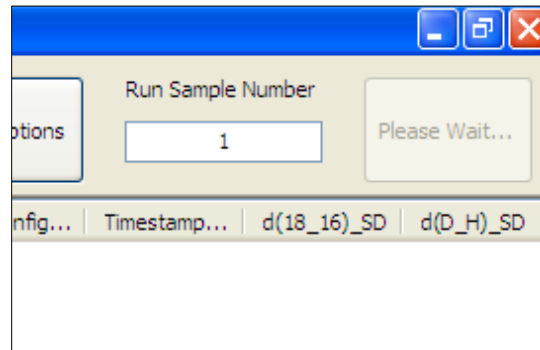 Run Sample Number
ptions 1 Please Wait...
nfig... Timestamp... d(18_16)_SD d(D_H)_SD